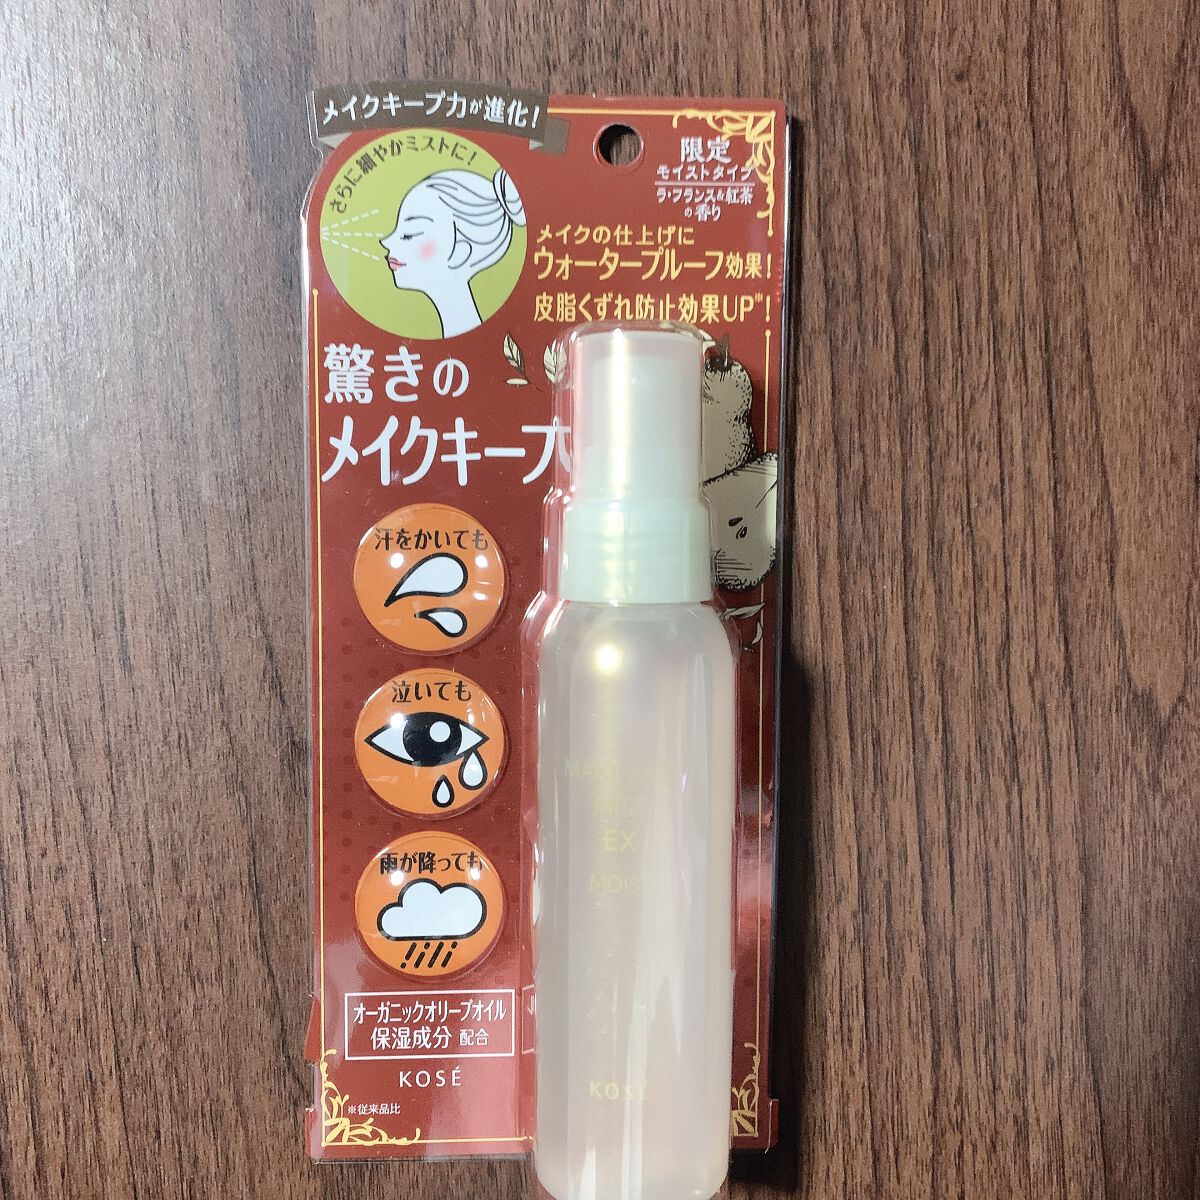 メイクキープ力が進化！
さらに細やかミストに！
限定
モイストタイプ
ラ・フランス&紅茶
の香り
メイクの仕上げに
ウォータープルーフ効果！
皮脂くずれ防止効果UP※！
驚きの
メイクキープ
汗をかいても
泣いても
雨が降っても
オーガニックオリーブオイル
保湿成分 配合
KOSÉ
※従来品比
MIST
EX
MOIS
KOSÉ